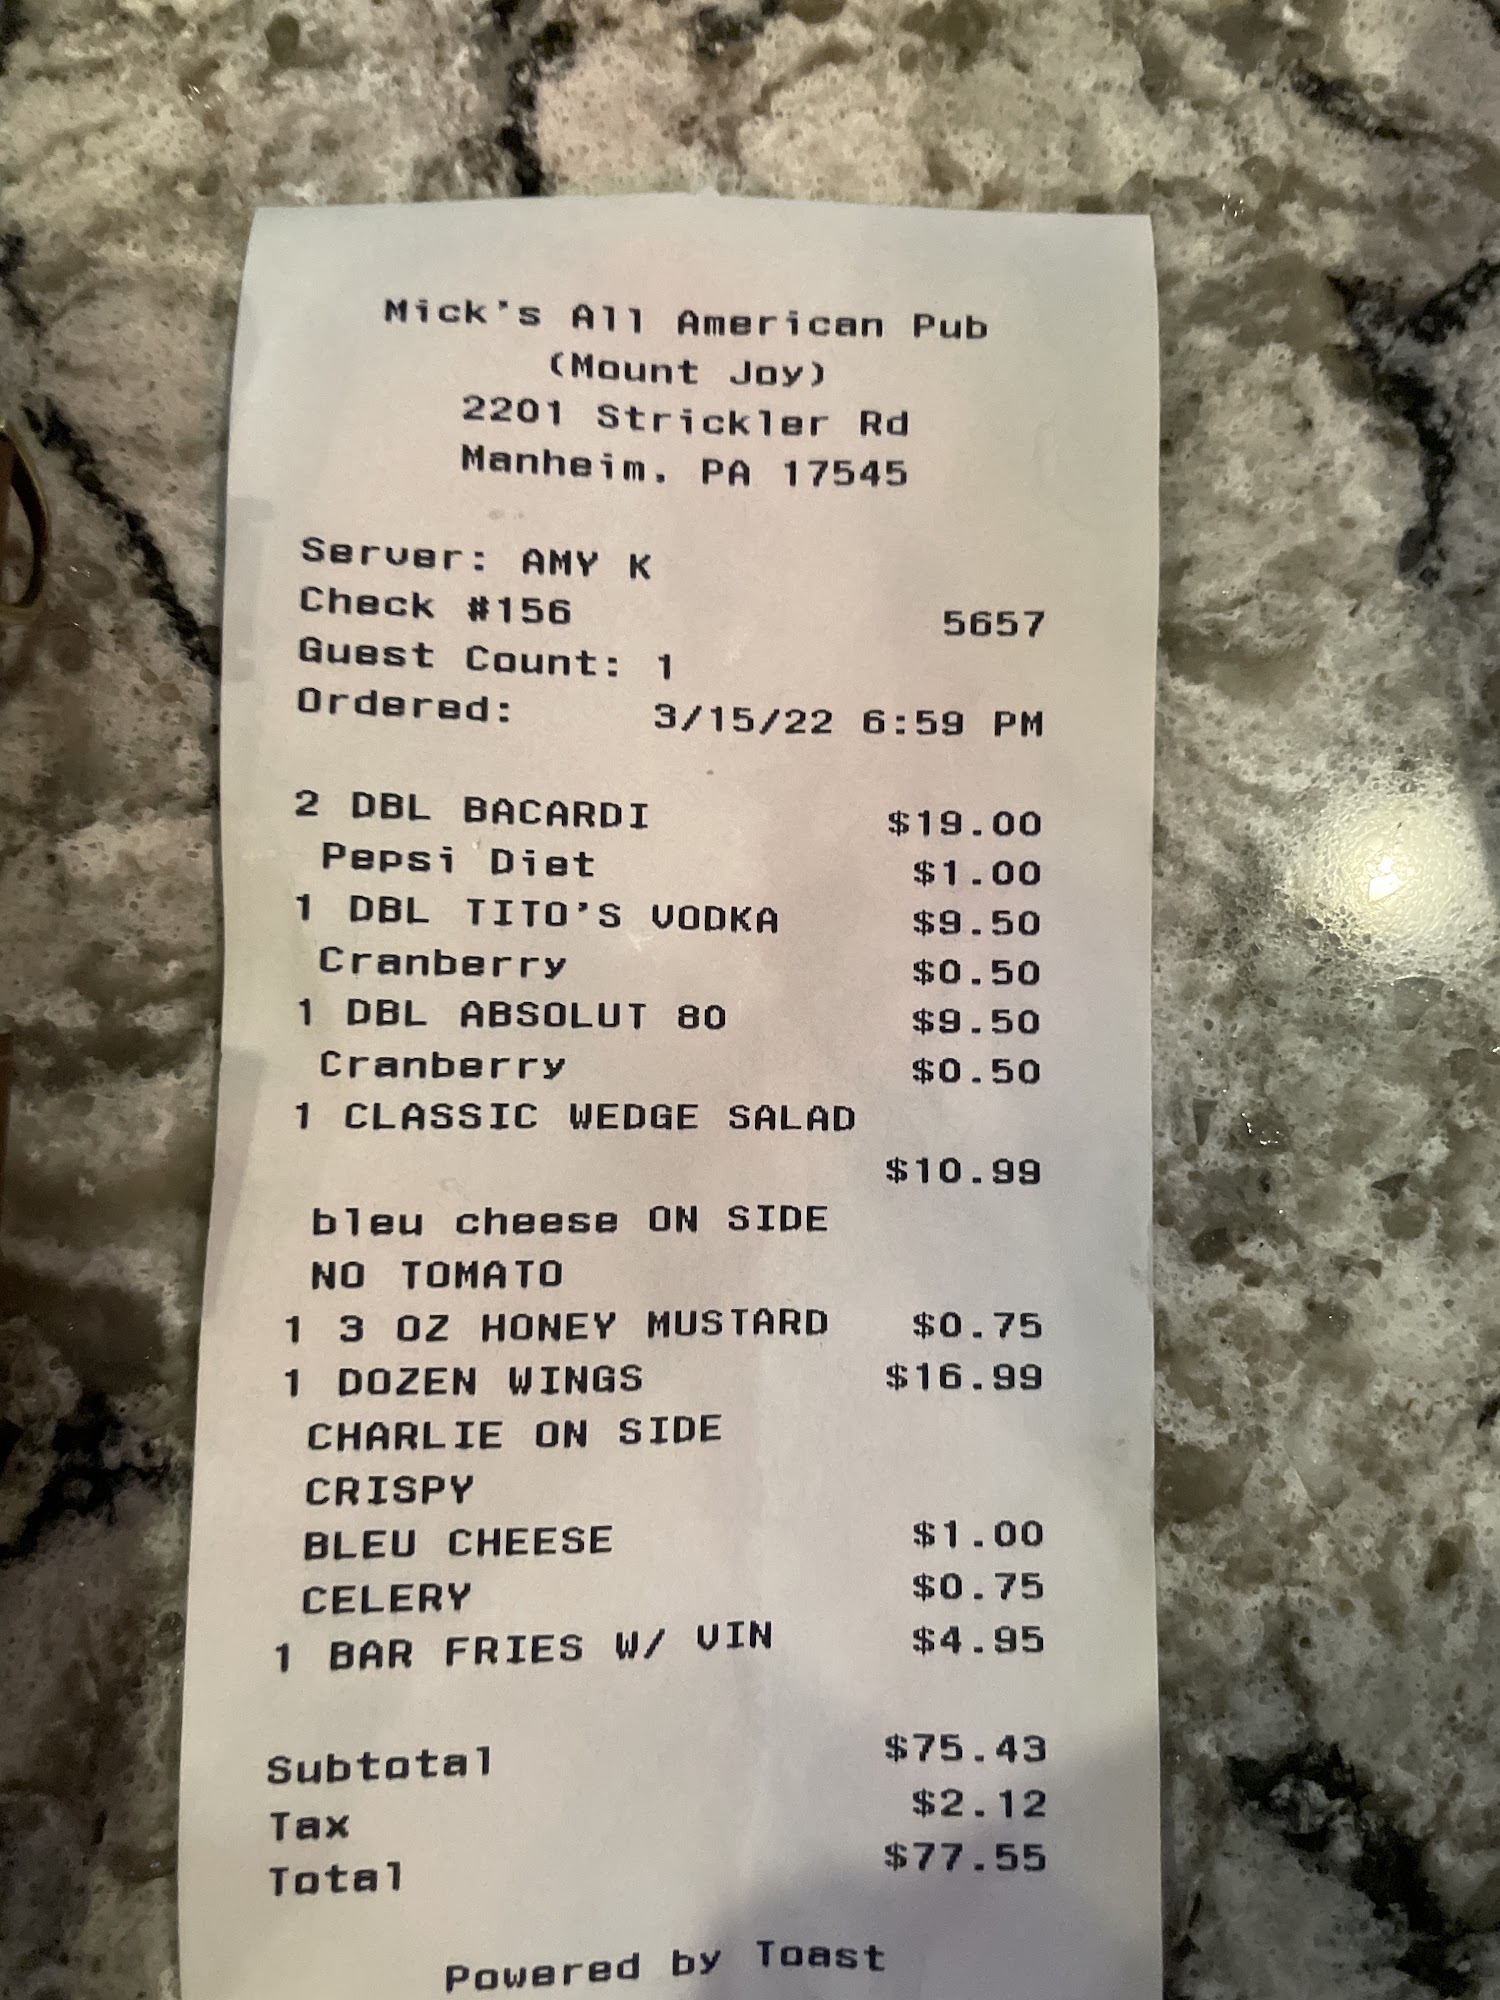 Mick's All American Pub
(Mount Joy)
2201 Strickler Rd
Manheim, PA 17545
Server: AMY K
Check #156 5657
Guest Count: 1
Ordered: 3/15/22 6:59 PM
2 DBL BACARDI $19.00
Pepsi Diet $1.00
1 DBL TITO'S VODKA $9.50
Cranberry $0.50
1 DBL ABSOLUT 80 $9.50
Cranberry $0.50
1 CLASSIC WEDGE SALAD
$10.99
bleu cheese ON SIDE
NO TOMATO
1 3 OZ HONEY MUSTARD $0.75
1 DOZEN WINGS $16.99
CHARLIE ON SIDE
CRISPY
BLEU CHEESE $1.00
CELERY $0.75
1 BAR FRIES W/ VIN $4.95
Subtotal $75.43
Tax $2.12
Total $77.55
Powered by Toast